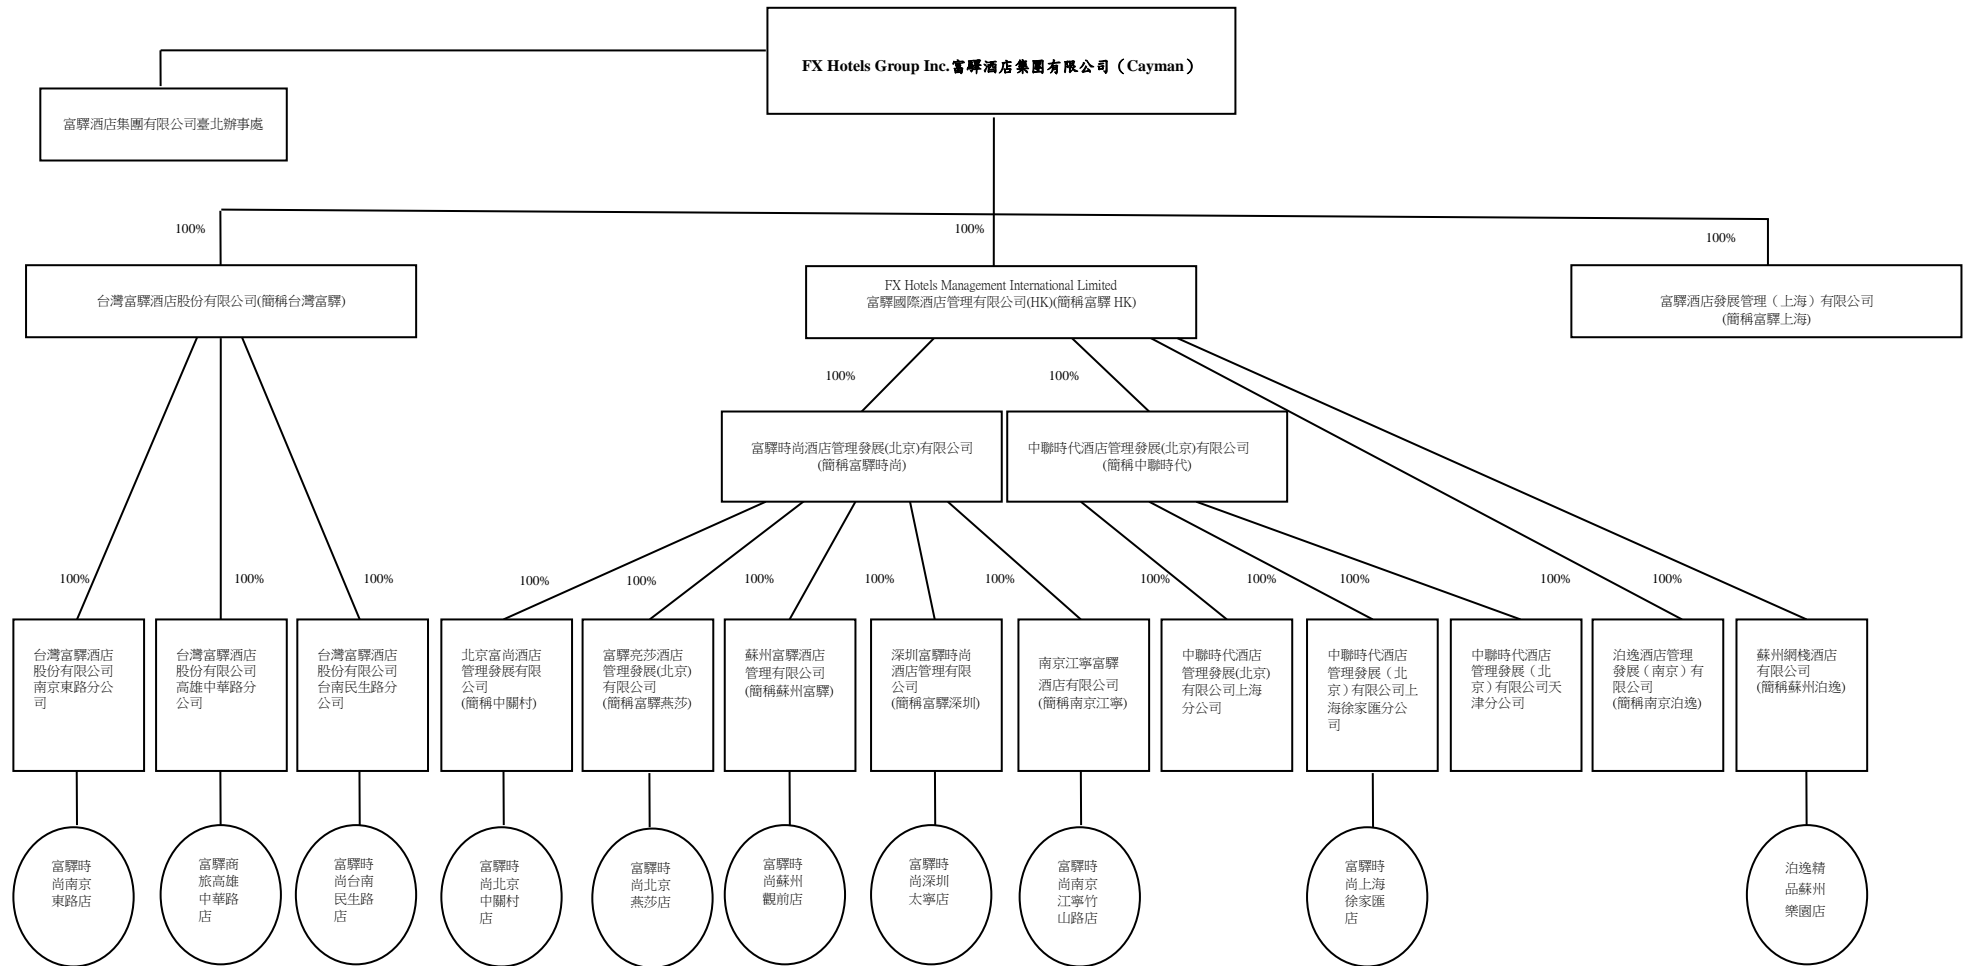 FX Hotels Group Inc.富驛酒店集團有限公司（Cayman）
富驛酒店集團有限公司臺北辦事處
100%
100%
100%
台灣富驛酒店股份有限公司(簡稱台灣富驛)
FX Hotels Management International Limited
富驛國際酒店管理有限公司(HK)(簡稱富驛 HK)
富驛酒店發展管理（上海）有限公司
(簡稱富驛上海)
100%
100%
富驛時尚酒店管理發展(北京)有限公司
(簡稱富驛時尚)
中聯時代酒店管理發展(北京)有限公司
(簡稱中聯時代)
100%
100%
100%
100%
100%
100%
100%
100%
100%
100%
100%
100%
100%
台灣富驛酒店
股份有限公司
南京東路分公
司
台灣富驛酒店
股份有限公司
高雄中華路分
公司
台灣富驛酒店
股份有限公司
台南民生路分
公司
北京富尚酒店
管理發展有限
公司
(簡稱中關村)
富驛亮莎酒店
管理發展(北京)
有限公司
(簡稱富驛燕莎)
蘇州富驛酒店
管理有限公司
(簡稱蘇州富驛)
深圳富驛時尚
酒店管理有限
公司
(簡稱富驛深圳)
南京江寧富驛
酒店有限公司
(簡稱南京江寧)
中聯時代酒店
管理發展(北京)
有限公司上海
分公司
中聯時代酒店
管理發展（北
京）有限公司上
海徐家匯分公
司
中聯時代酒店
管理發展（北
京）有限公司天
津分公司
泊逸酒店管理
發展（南京）有
限公司
(簡稱南京泊逸)
蘇州網棧酒店
有限公司
(簡稱蘇州泊逸)
富驛時
尚南京
東路店
富驛商
旅高雄
中華路
店
富驛時
尚台南
民生路
店
富驛時
尚北京
中關村
店
富驛時
尚北京
燕莎店
富驛時
尚蘇州
觀前店
富驛時
尚深圳
太寧店
富驛時
尚南京
江寧竹
山路店
富驛時
尚上海
徐家匯
店
泊逸精
品蘇州
樂園店